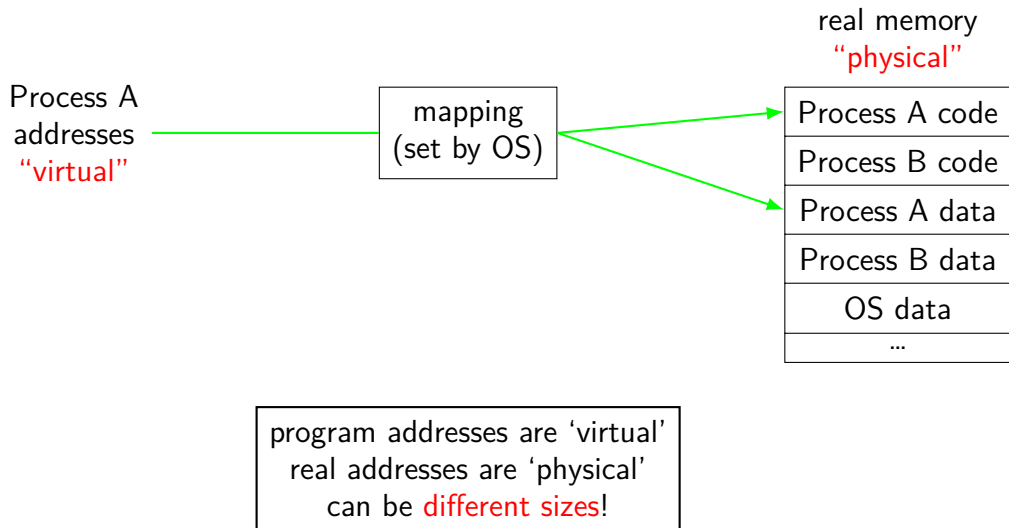 real memory
“physical”
Process A
addresses
“virtual”
mapping
(set by OS)
Process A code
Process B code
Process A data
Process B data
OS data
...
program addresses are ‘virtual’
real addresses are ‘physical’
can be different sizes!